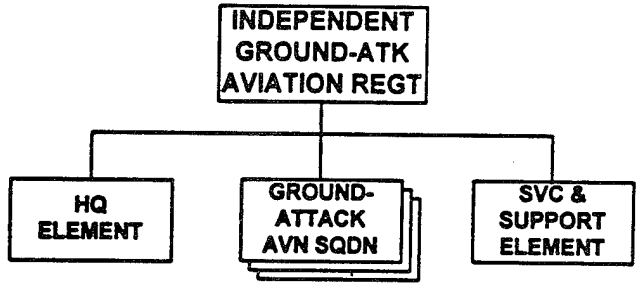 INDEPENDENT
GROUND-ATK
AVIATION REGT
HQ
ELEMENT
GROUND-
ATTACK
AVN SQDN
SVC &
SUPPORT
ELEMENT